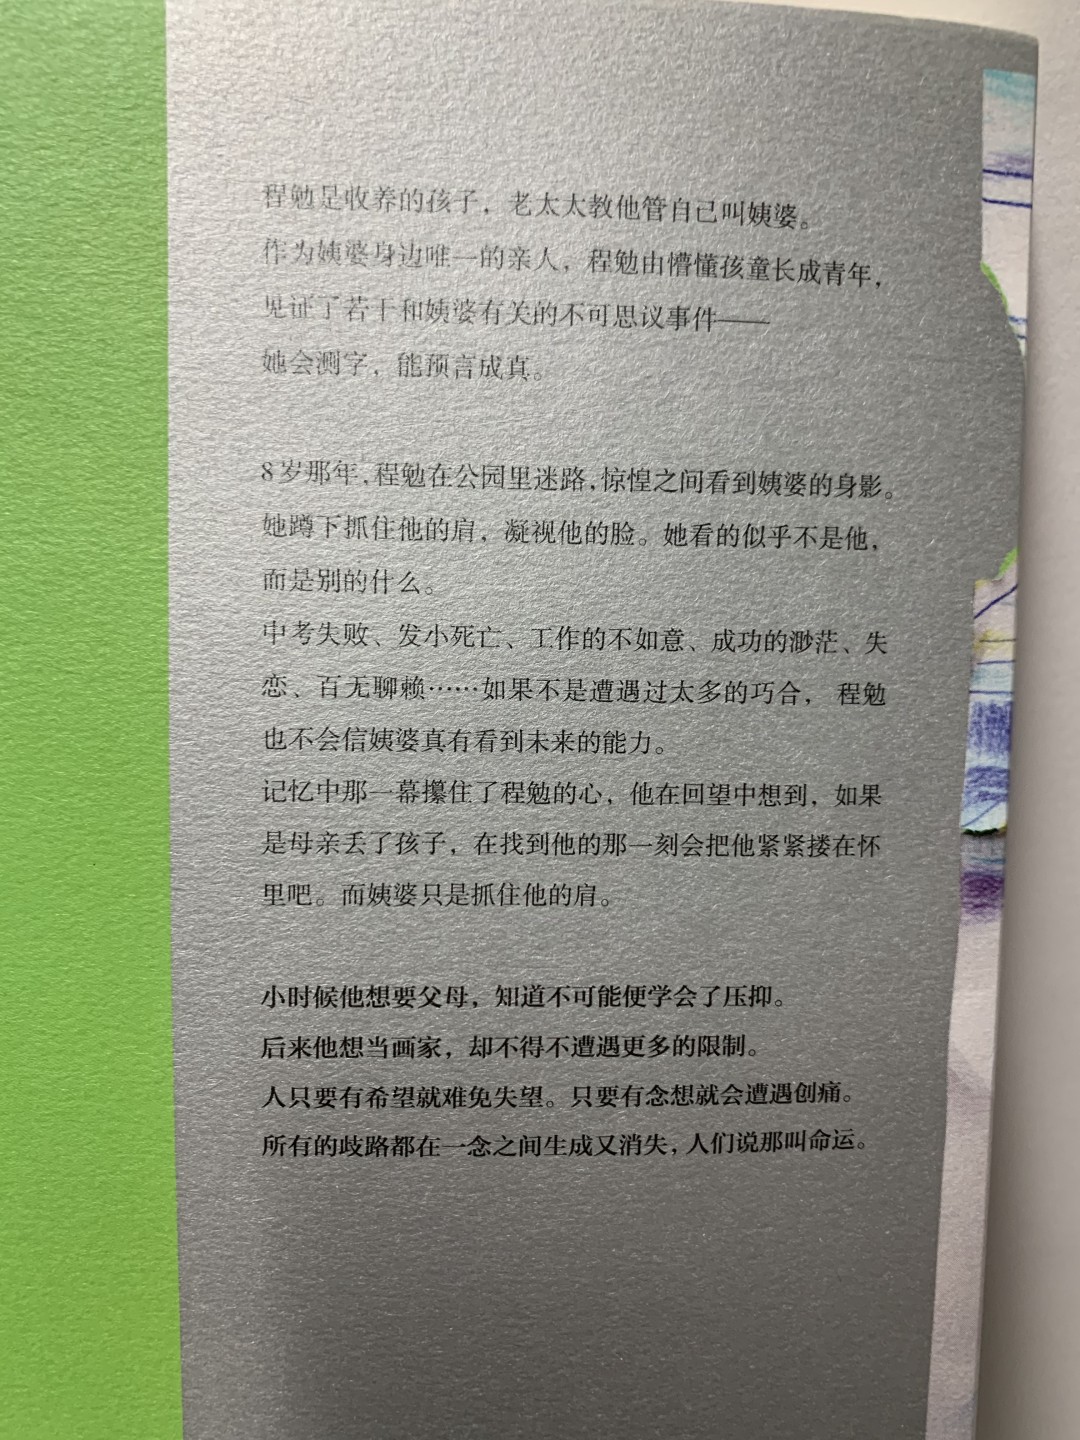 程勉是收养的孩子，老太太教他管自己叫姨婆。
作为姨婆身边唯一的亲人，程勉由懵懂孩童长成青年，
见证了若干和姨婆有关的不可思议事件——
她会测字，能预言成真。
8岁那年，程勉在公园里迷路，惊惶之间看到姨婆的身影。
她蹲下抓住他的肩，凝视他的脸。她看的似乎不是他，
而是别的什么。
中考失败、发小死亡、工作的不如意、成功的渺茫、失
恋、百无聊赖……如果不是遭遇过太多的巧合，程勉
也不会信姨婆真有看到未来的能力。
记忆中那一幕攥住了程勉的心，他在回望中想到，如果
是母亲丢了孩子，在找到他的那一刻会把他紧紧搂在怀
里吧。而姨婆只是抓住他的肩。
小时候他想要父母，知道不可能便学会了压抑。
后来他想当画家，却不得不遭遇更多的限制。
人只要有希望就难免失望。只要有念想就会遭遇创痛。
所有的歧路都在一念之间生成又消失，人们说那叫命运。